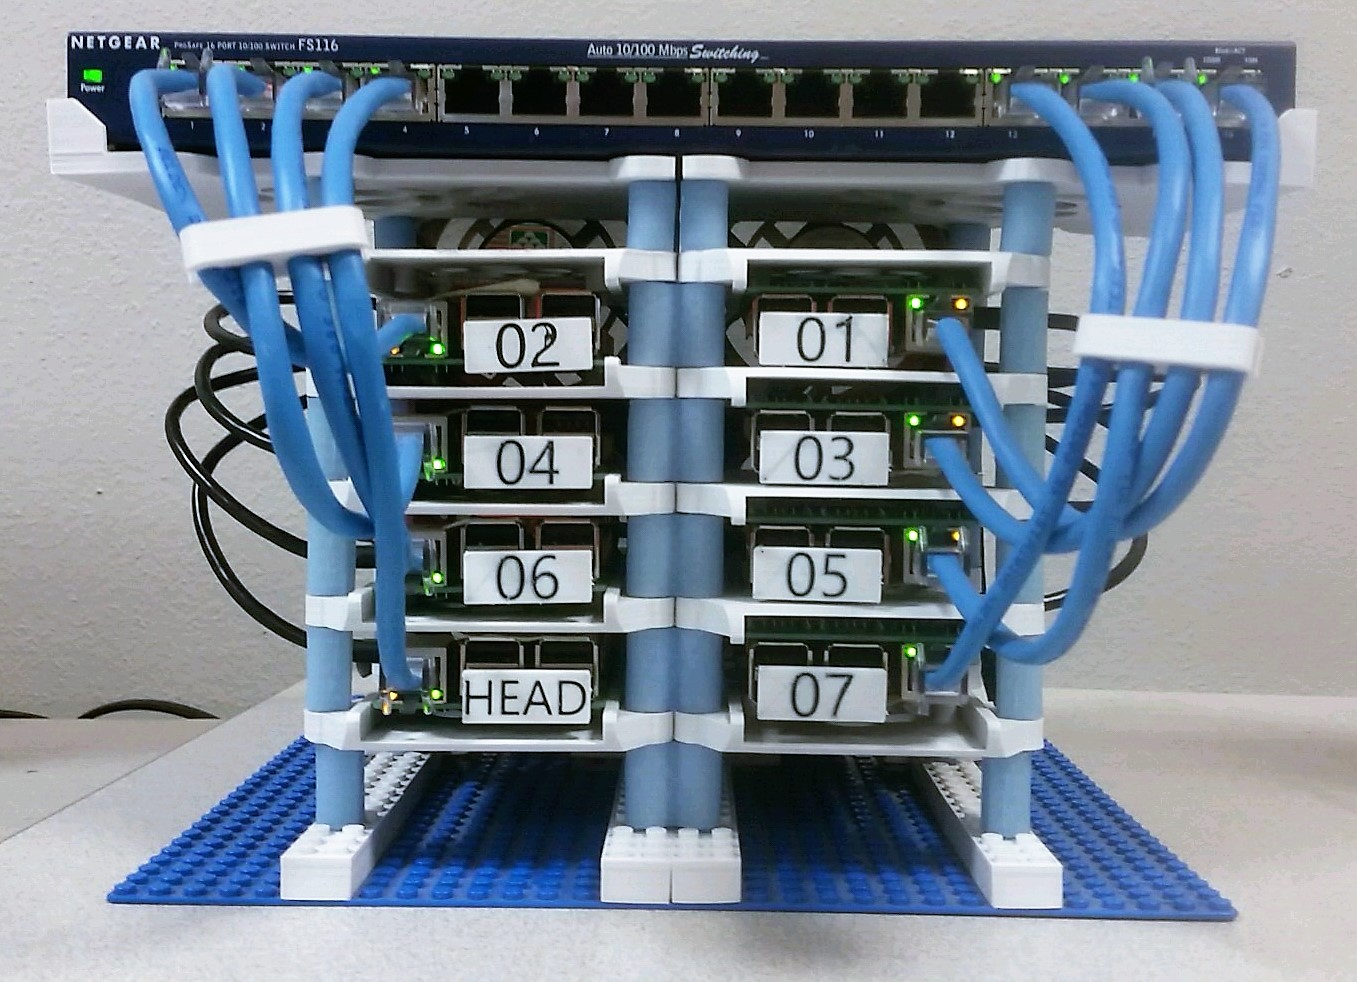 NETGEAR PROSAFE 16 PORT 10/100 SWITCH FS116
Auto 10/100 Mbps Switching
Power
1 2 4 5 6 7 8 9 10 11 12 13
02 01
04 03
06 05
HEAD 07